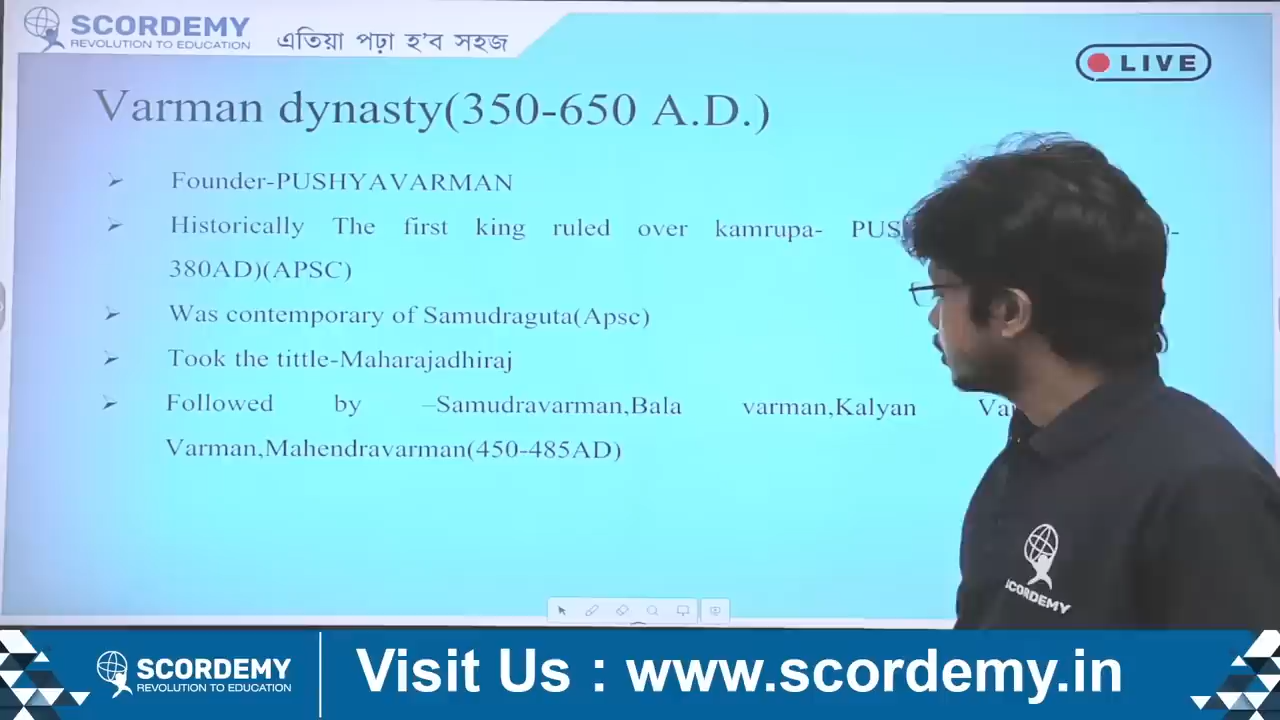 SCORDEMY
REVOLUTION TO EDUCATION
এতিয়া পঢ়া হ'ব সহজ
LIVE
Varman dynasty(350-650 A.D.)
Founder-PUSHYAVARMAN
Historically The first king ruled over kamrupa-
380AD)(APSC)
Was contemporary of Samudraguta(Apsc)
Took the tittle-Maharajadhiraj
Followed by –Samudravarman,Bala varman,Kalyan
Varman,Mahendravarman(450-485AD)
SCORDEMY
SCORDEMY
REVOLUTION TO EDUCATION
Visit Us : www.scordemy.in